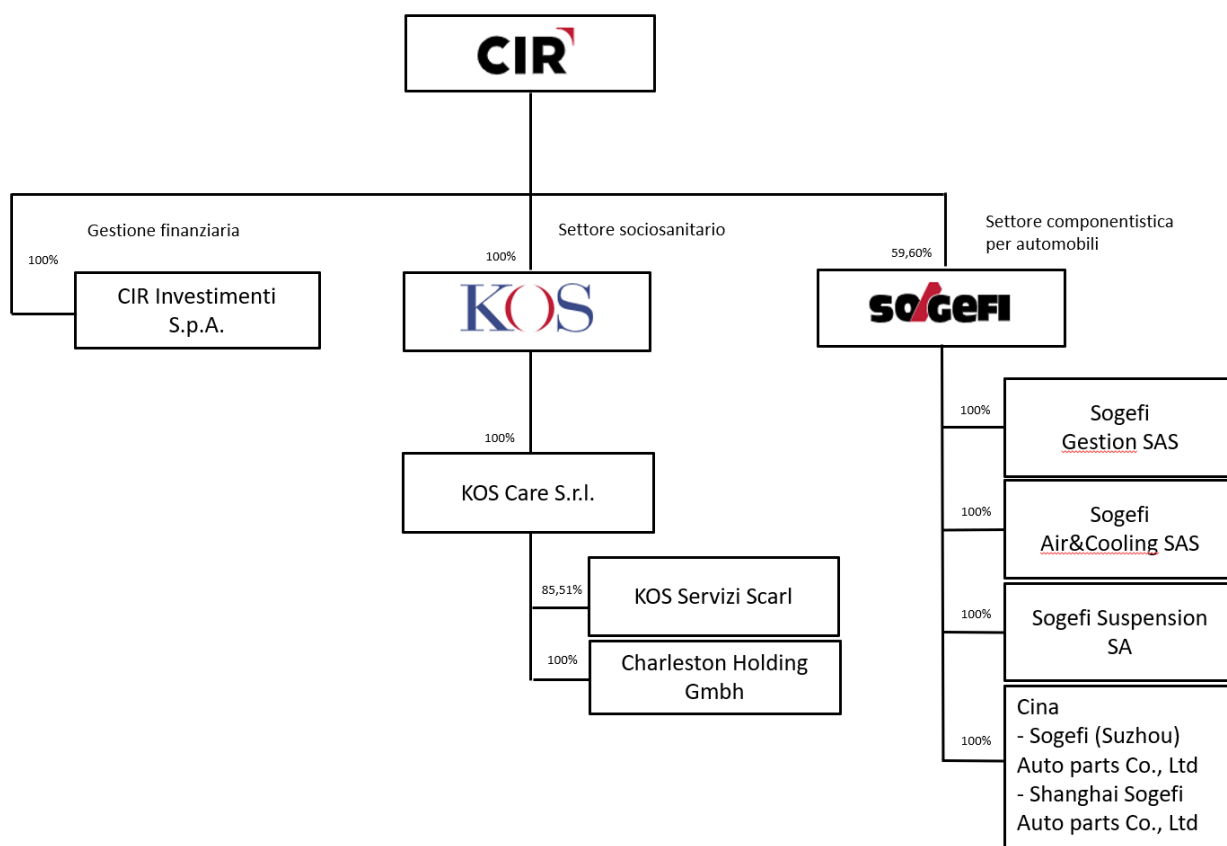 CIR
Gestione finanziaria
100%
CIR Investimenti
S.p.A.
Settore sociosanitario
100%
KOS
100%
KOS Care S.r.l.
85,51%
KOS Servizi Scarl
100%
Charleston Holding
Gmbh
Settore componentistica
per automobili
59,60%
SOGEFI
100%
Sogefi
Gestion SAS
100%
Sogefi
Air&Cooling SAS
100%
Sogefi Suspension
SA
100%
Cina
- Sogefi (Suzhou)
Auto parts Co., Ltd
- Shanghai Sogefi
Auto parts Co., Ltd